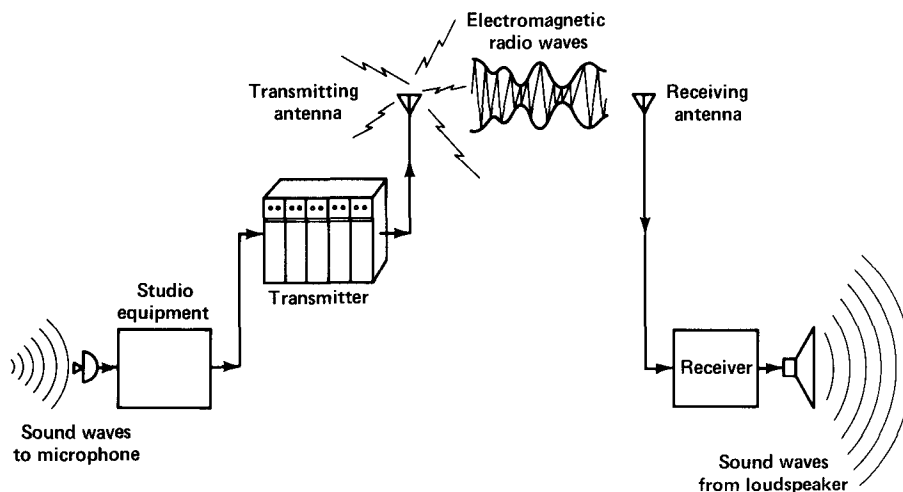 Electromagnetic
radio waves
Transmitting
antenna
Receiving
antenna
Studio
equipment
Transmitter
Receiver
Sound waves
to microphone
Sound waves
from loudspeaker